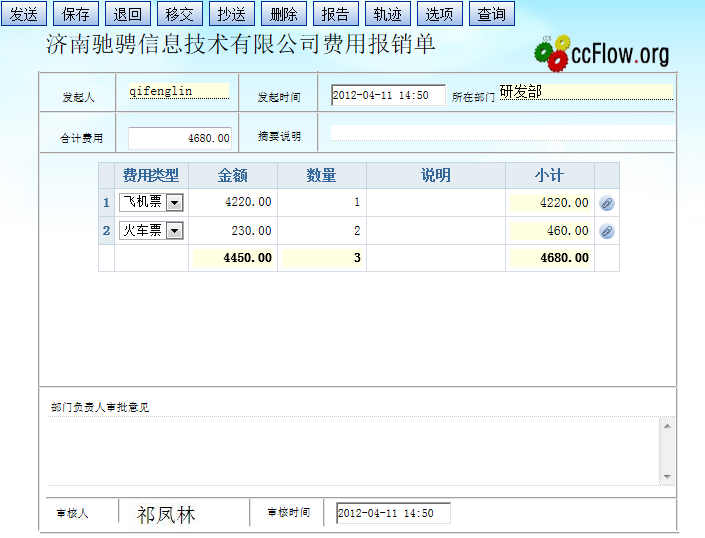 发送 保存 退回 移交 抄送 删除 报告 轨迹 选项 查询
济南驰骋信息技术有限公司费用报销单
ccFlow.org
发起人 qifenglin 发起时间 2012-04-11 14:50 所在部门 研发部
合计费用 4680.00 摘要说明
费用类型 金额 数量 说明 小计
1 飞机票 4220.00 1 4220.00
2 火车票 230.00 2 460.00
4450.00 3 4680.00
部门负责人审批意见
审核人 祁凤林 审核时间 2012-04-11 14:50